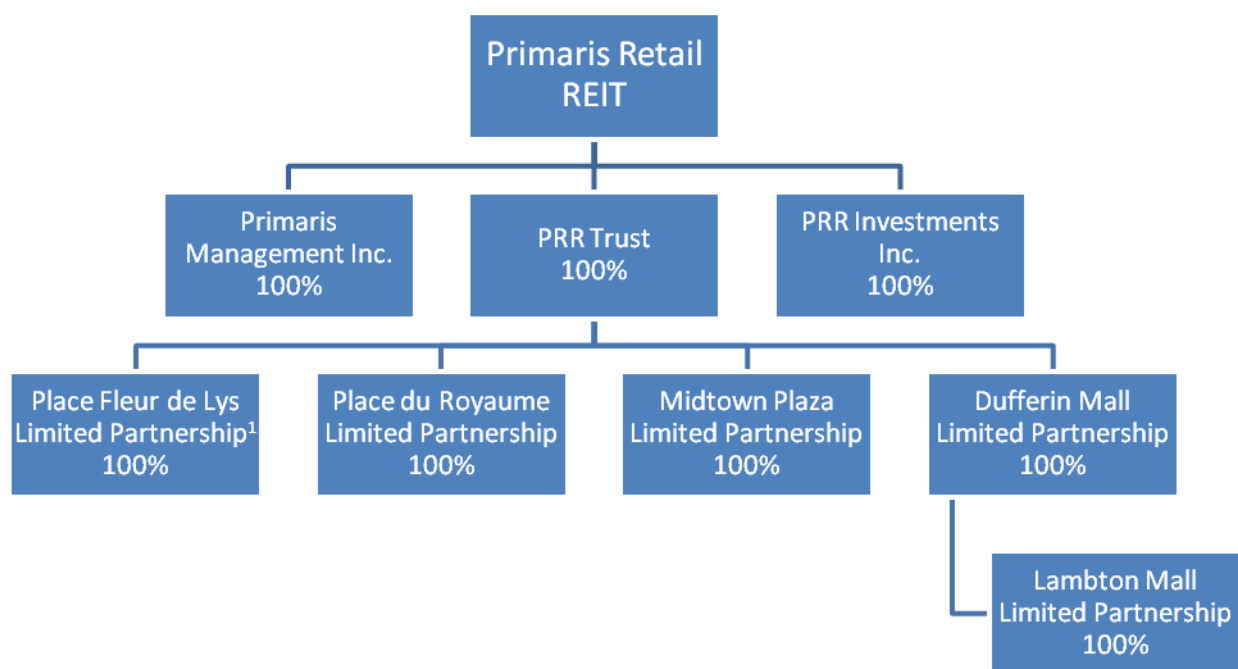 Primaris Retail
REIT
Primaris
Management Inc.
100%
PRR Trust
100%
PRR Investments
Inc.
100%
Place Fleur de Lys
Limited Partnership¹
100%
Place du Royaume
Limited Partnership
100%
Midtown Plaza
Limited Partnership
100%
Dufferin Mall
Limited Partnership
100%
Lambton Mall
Limited Partnership
100%